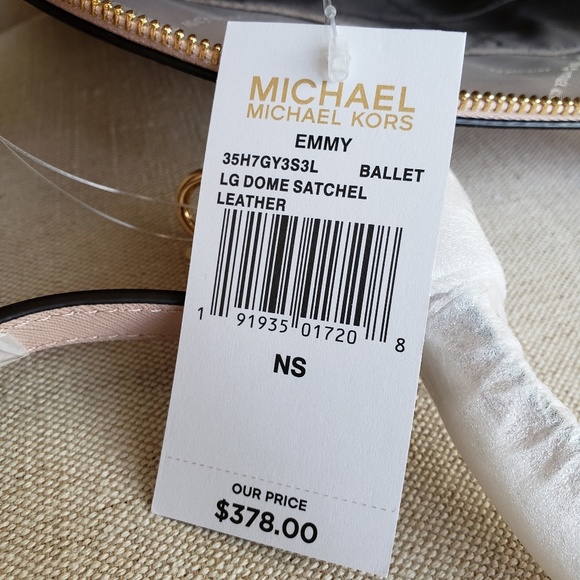 MICHAEL
MICHAEL KORS
EMMY
35H7GY3S3L BALLET
LG DOME SATCHEL
LEATHER
1 91935 01720 8
NS
OUR PRICE
$378.00